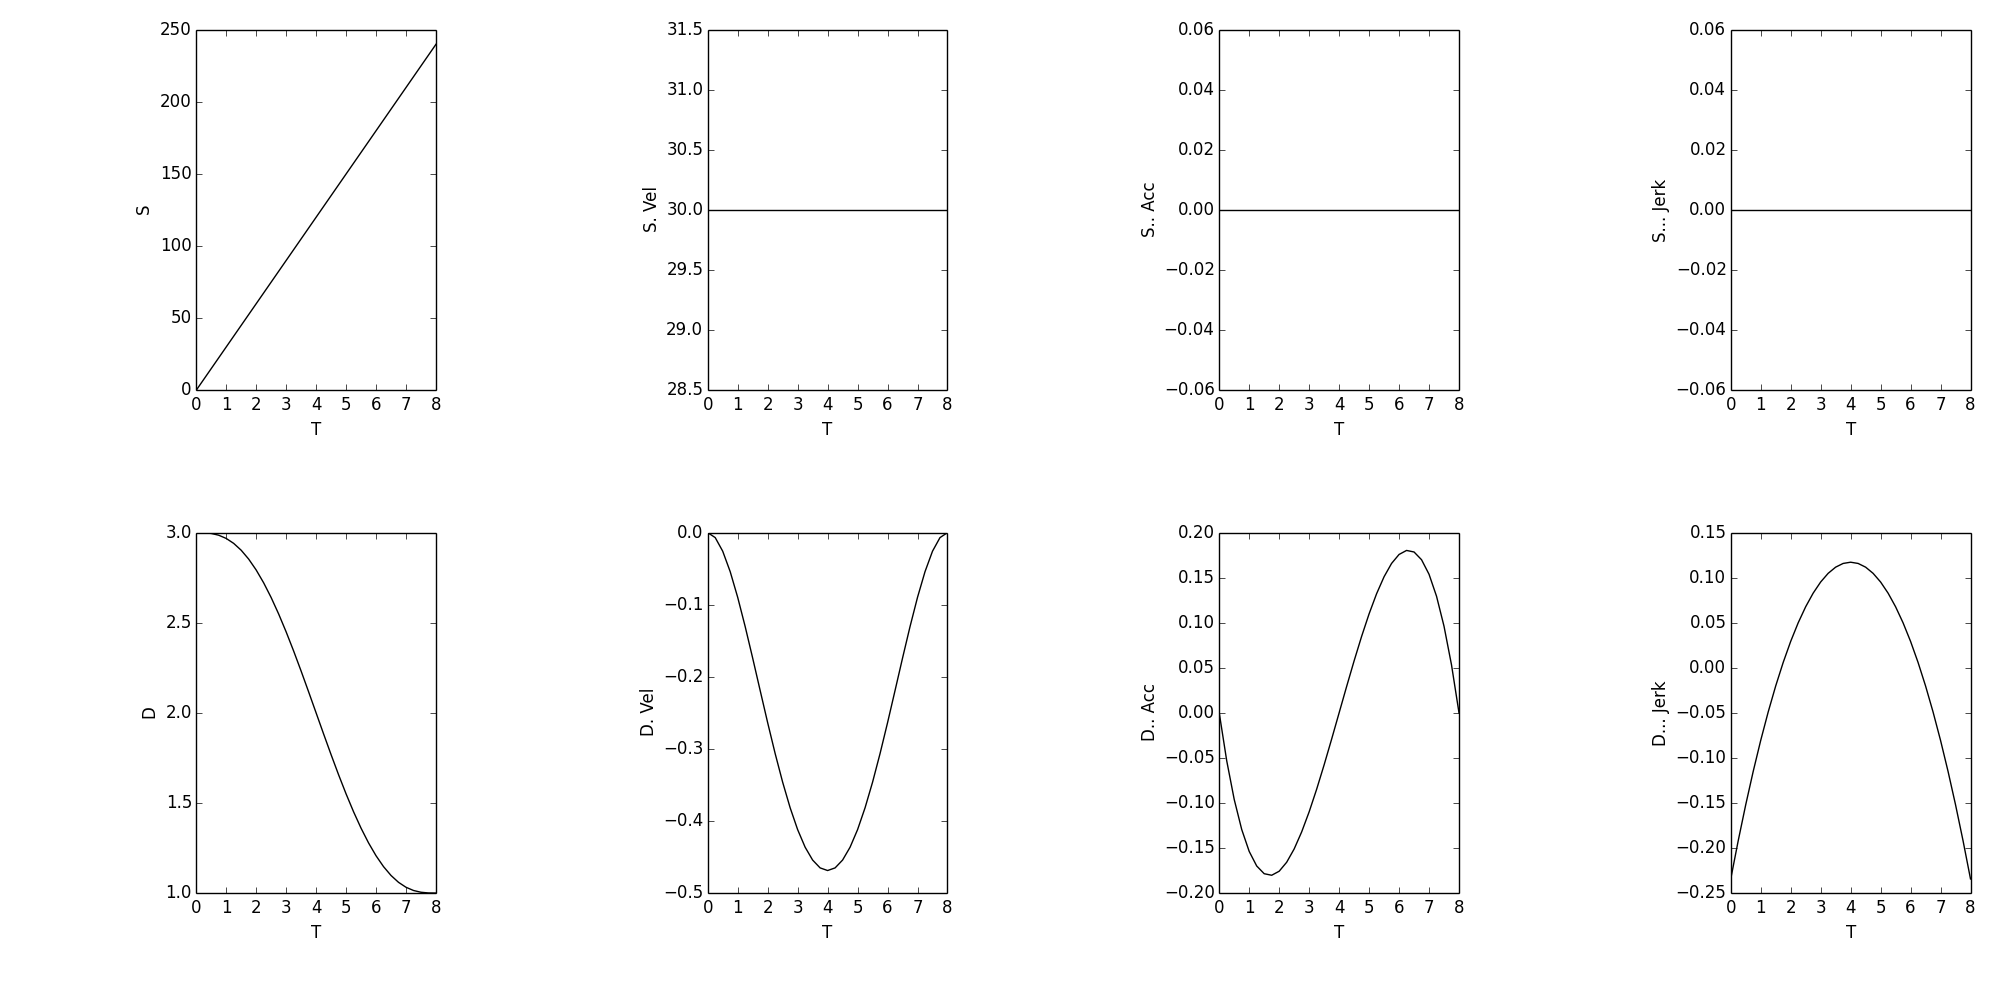 250
200
150
100
50
0
S
0 1 2 3 4 5 6 7 8
T
31.5
31.0
30.5
30.0
29.5
29.0
28.5
S. Vel
0 1 2 3 4 5 6 7 8
T
0.06
0.04
0.02
0.00
−0.02
−0.04
−0.06
S.. Acc
0 1 2 3 4 5 6 7 8
T
0.06
0.04
0.02
0.00
−0.02
−0.04
−0.06
S... Jerk
0 1 2 3 4 5 6 7 8
T
3.0
2.5
2.0
1.5
1.0
D
0 1 2 3 4 5 6 7 8
T
0.0
−0.1
−0.2
−0.3
−0.4
−0.5
D. Vel
0 1 2 3 4 5 6 7 8
T
0.20
0.15
0.10
0.05
0.00
−0.05
−0.10
−0.15
−0.20
D.. Acc
0 1 2 3 4 5 6 7 8
T
0.15
0.10
0.05
0.00
−0.05
−0.10
−0.15
−0.20
−0.25
D... Jerk
0 1 2 3 4 5 6 7 8
T